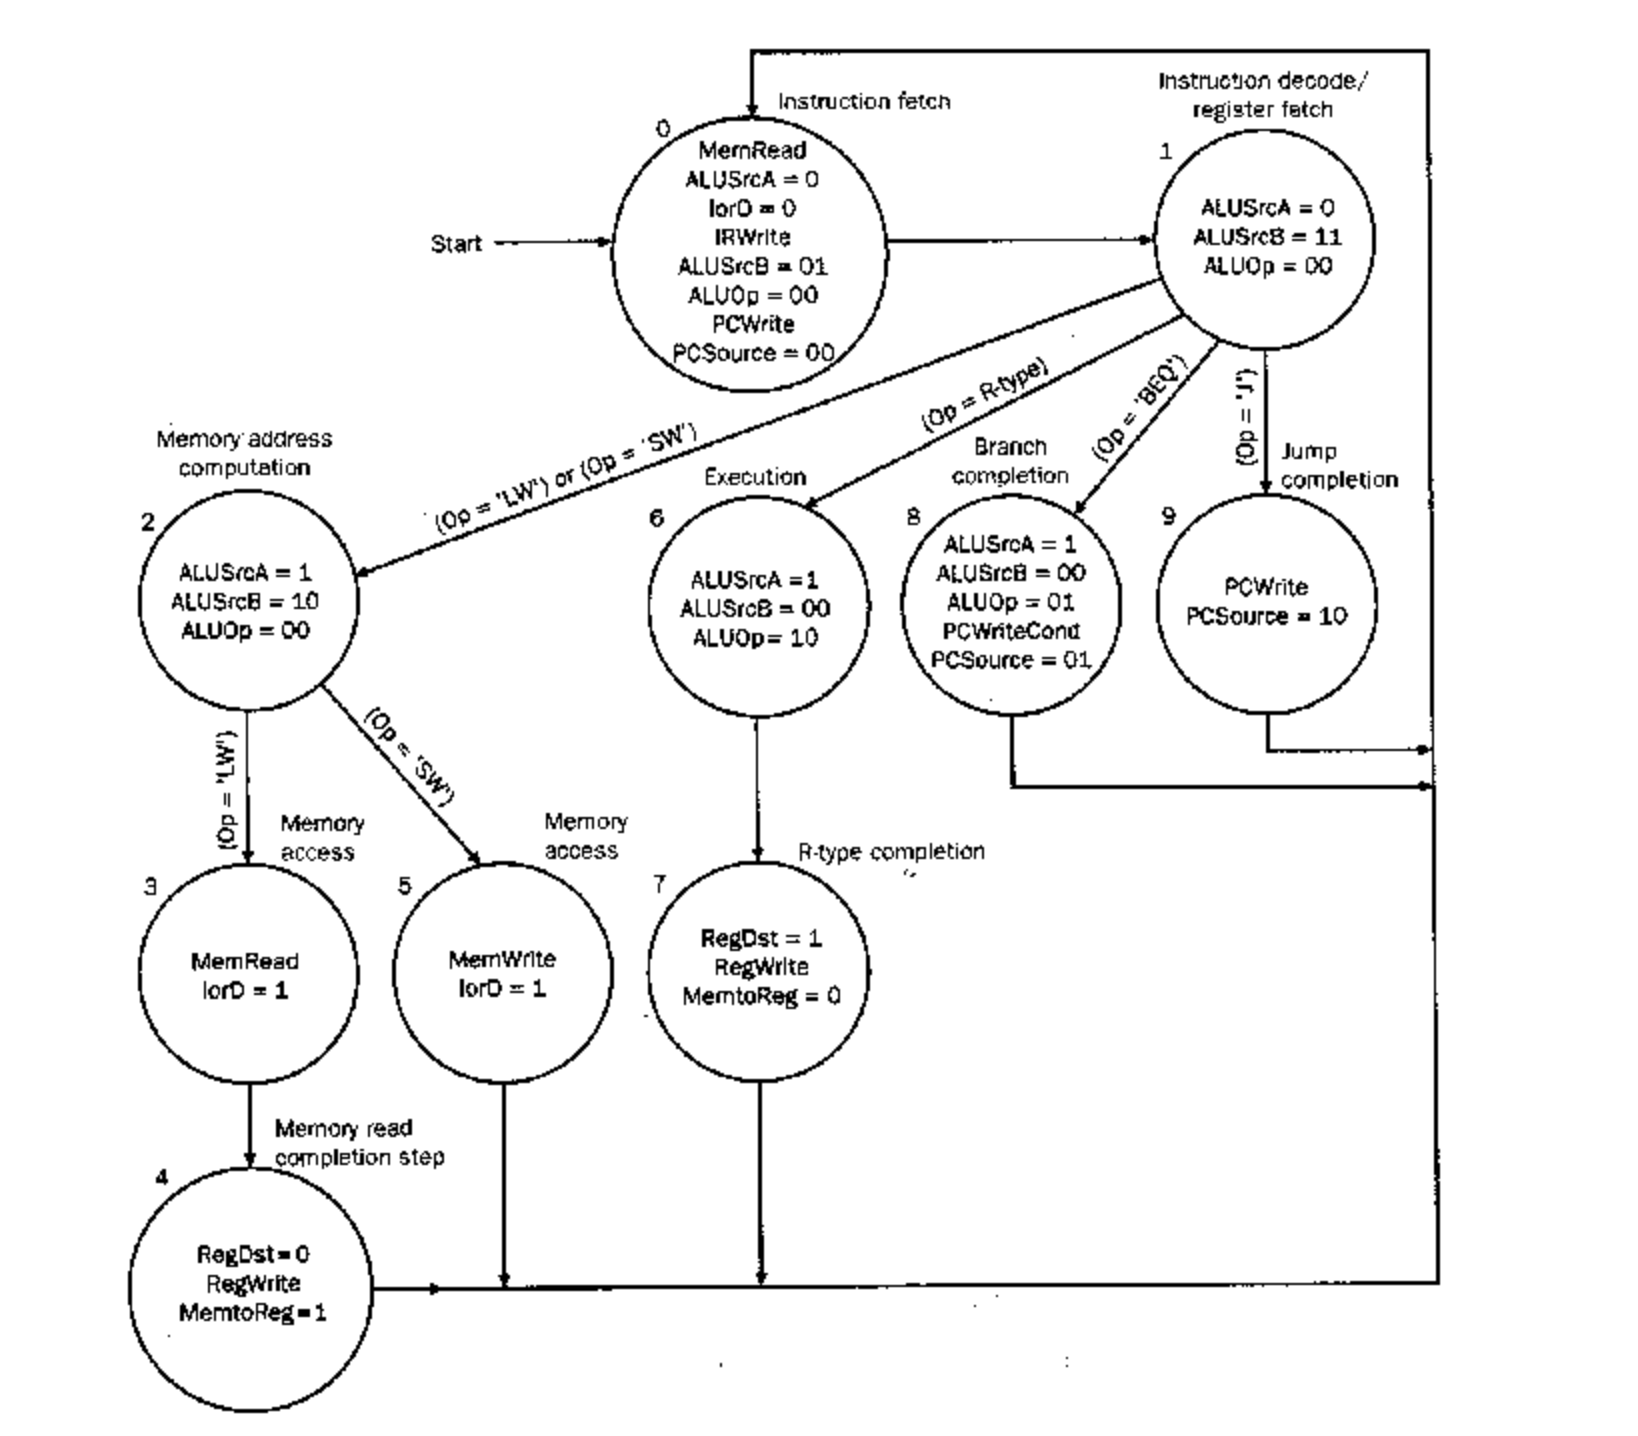 Instruction fetch
Instruction decode/
register fetch
0
MemRead
ALUSrcA = 0
IorD = 0
IRWrite
ALUSrcB = 01
ALUOp = 00
PCWrite
PCSource = 00
1
ALUSrcA = 0
ALUSrcB = 11
ALUOp = 00
Start
(Op = 'LW') or (Op = 'SW')
(Op = R-type)
(Op = 'BEQ')
(Op = 'J')
Memory address
computation
2
ALUSrcA = 1
ALUSrcB = 10
ALUOp = 00
Execution
6
ALUSrcA =1
ALUSrcB = 00
ALUOp= 10
Branch
completion
8
ALUSrcA = 1
ALUSrcB = 00
ALUOp = 01
PCWriteCond
PCSource = 01
Jump
completion
9
PCWrite
PCSource = 10
(Op = 'LW')
(Op = 'SW')
Memory
access
3
MemRead
IorD = 1
Memory
access
5
MemWrite
IorD = 1
R-type completion
7
RegDst = 1
RegWrite
MemtoReg = 0
Memory read
completion step
4
RegDst=0
RegWrite
MemtoReg=1